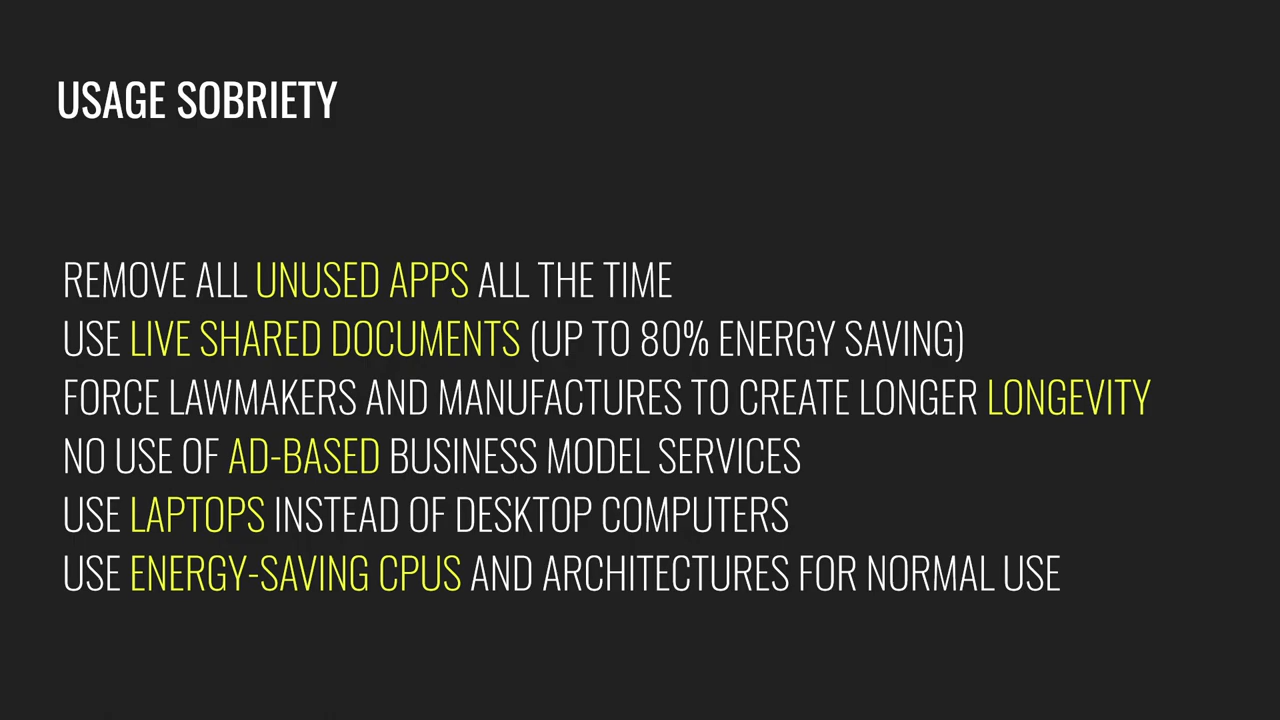 USAGE SOBRIETY
REMOVE ALL UNUSED APPS ALL THE TIME
USE LIVE SHARED DOCUMENTS (UP TO 80% ENERGY SAVING)
FORCE LAWMAKERS AND MANUFACTURES TO CREATE LONGER LONGEVITY
NO USE OF AD-BASED BUSINESS MODEL SERVICES
USE LAPTOPS INSTEAD OF DESKTOP COMPUTERS
USE ENERGY-SAVING CPUS AND ARCHITECTURES FOR NORMAL USE